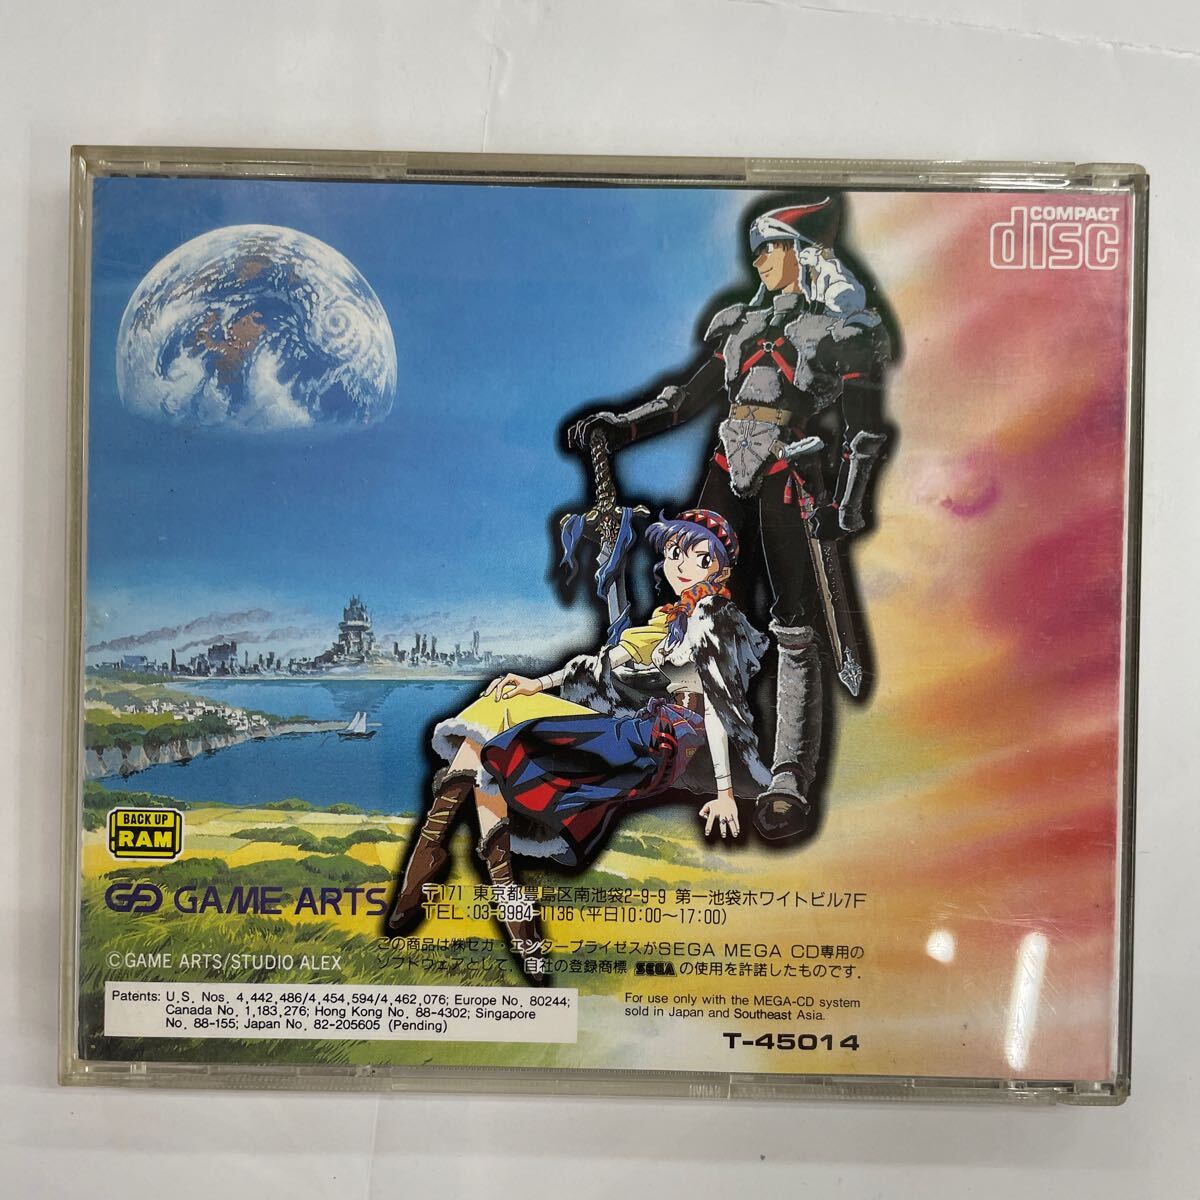 COMPACT
disc
BACK UP
RAM
GAME ARTS
〒171 東京都豊島区南池袋2-9-9 第一池袋ホワイトビル7F
TEL:03-3984-1136(平日10:00~17:00)
この商品は㈱セガ・エンタープライゼスがSEGA MEGA CD専用の
ソフトウェアとして、自社の登録商標 SEGA の使用を許諾したものです.
©GAME ARTS/STUDIO ALEX
Patents: U.S. Nos. 4,442,486/4,454,594/4,462,076; Europe No. 80244;
Canada No. 1,183,276; Hong Kong No. 88-4302; Singapore
No. 88-155; Japan No. 82-205605 (Pending)
For use only with the MEGA-CD system
sold in Japan and Southeast Asia.
T-45014